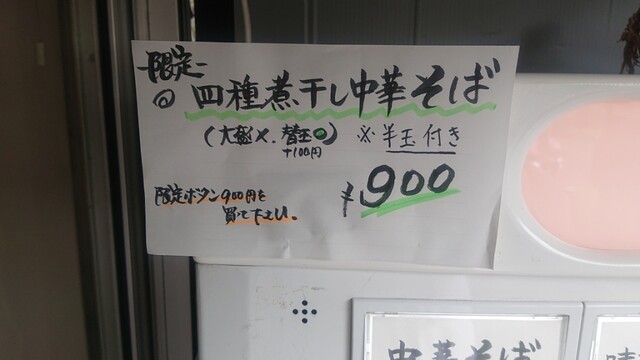 -限定-
◎ 四種煮干し中華そば
(大盛×.替玉◎) ※半玉付き
+100円
¥900
限定ボタン900円を
買て下さい。
中華そば